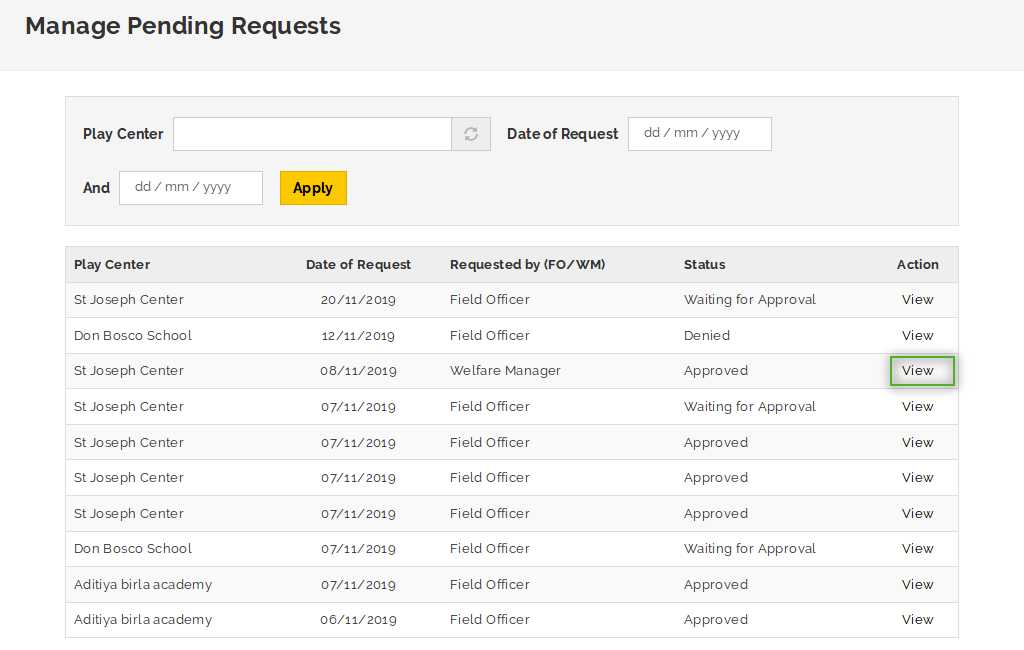 Manage Pending Requests
Play Center Date of Request dd / mm / yyyy
And dd / mm / yyyy Apply
Play Center Date of Request Requested by (FO/WM) Status Action
St Joseph Center 20/11/2019 Field Officer Waiting for Approval View
Don Bosco School 12/11/2019 Field Officer Denied View
St Joseph Center 08/11/2019 Welfare Manager Approved View
St Joseph Center 07/11/2019 Field Officer Waiting for Approval View
St Joseph Center 07/11/2019 Field Officer Approved View
St Joseph Center 07/11/2019 Field Officer Approved View
St Joseph Center 07/11/2019 Field Officer Approved View
Don Bosco School 07/11/2019 Field Officer Waiting for Approval View
Aditiya birla academy 07/11/2019 Field Officer Approved View
Aditiya birla academy 06/11/2019 Field Officer Approved View